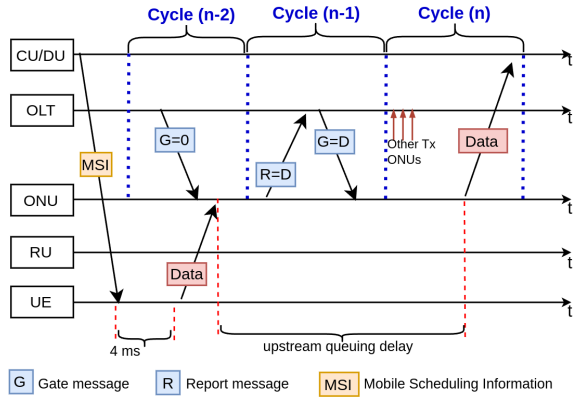 Cycle (n-2) Cycle (n-1) Cycle (n)
CU/DU t
OLT t
G=0 G=D Other Tx Data
ONUs
MSI R=D
ONU t
RU t
Data
UE t
4 ms upstream queuing delay
G Gate message R Report message MSI Mobile Scheduling Information